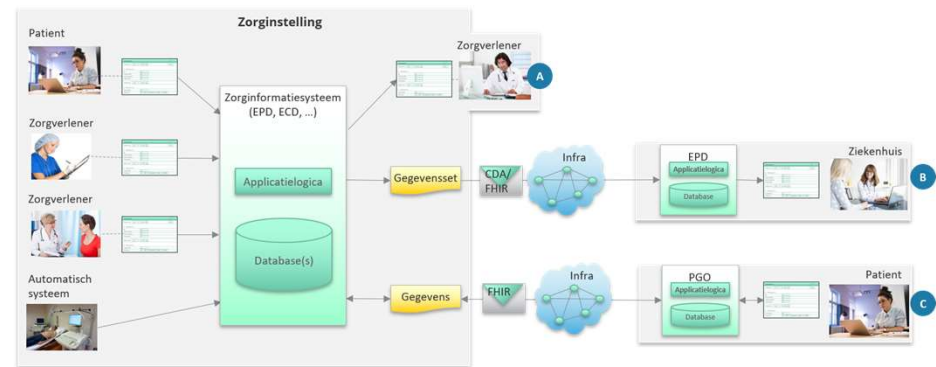 Zorginstelling
Patient
Zorgverlener
A
Zorginformatiesysteem
(EPD, ECD, ...)
Zorgverlener
Applicatielogica
Database(s)
Gegevensset
CDA/
FHIR
Infra
EPD
Applicatielogica
Database
Ziekenhuis
B
Zorgverlener
Automatisch
systeem
Gegevens
FHIR
Infra
PGO
Applicatielogica
Database
Patient
C